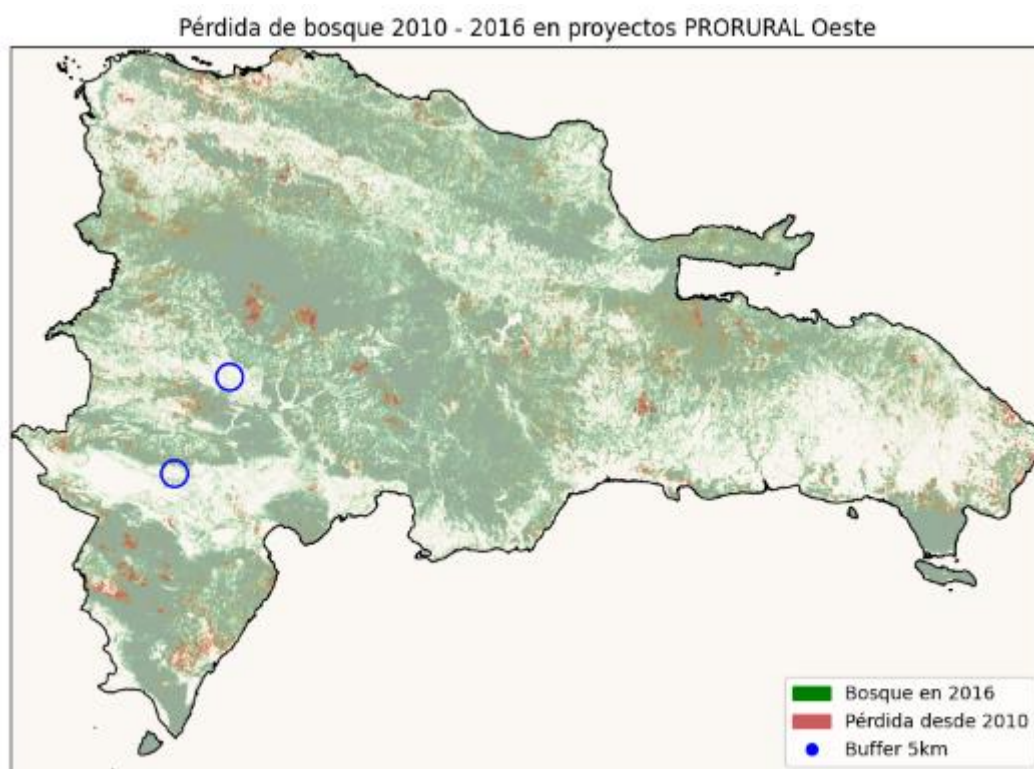 Pérdida de bosque 2010 - 2016 en proyectos PRORURAL Oeste
Bosque en 2016
Pérdida desde 2010
Buffer 5km